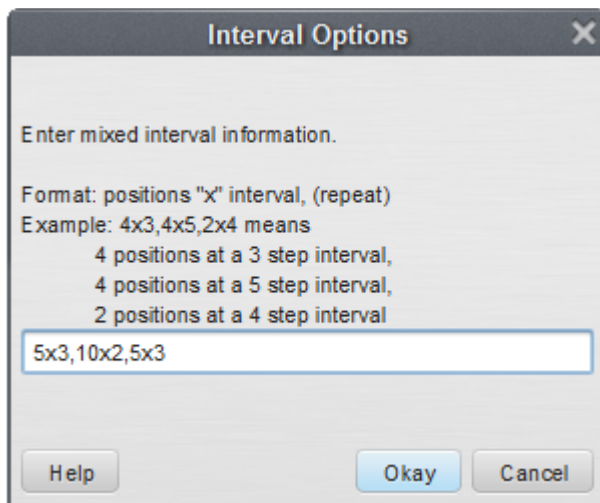 Interval Options
Enter mixed interval information.
Format: positions "x" interval, (repeat)
Example: 4x3,4x5,2x4 means
4 positions at a 3 step interval,
4 positions at a 5 step interval,
2 positions at a 4 step interval
5x3,10x2,5x3
Help Okay Cancel